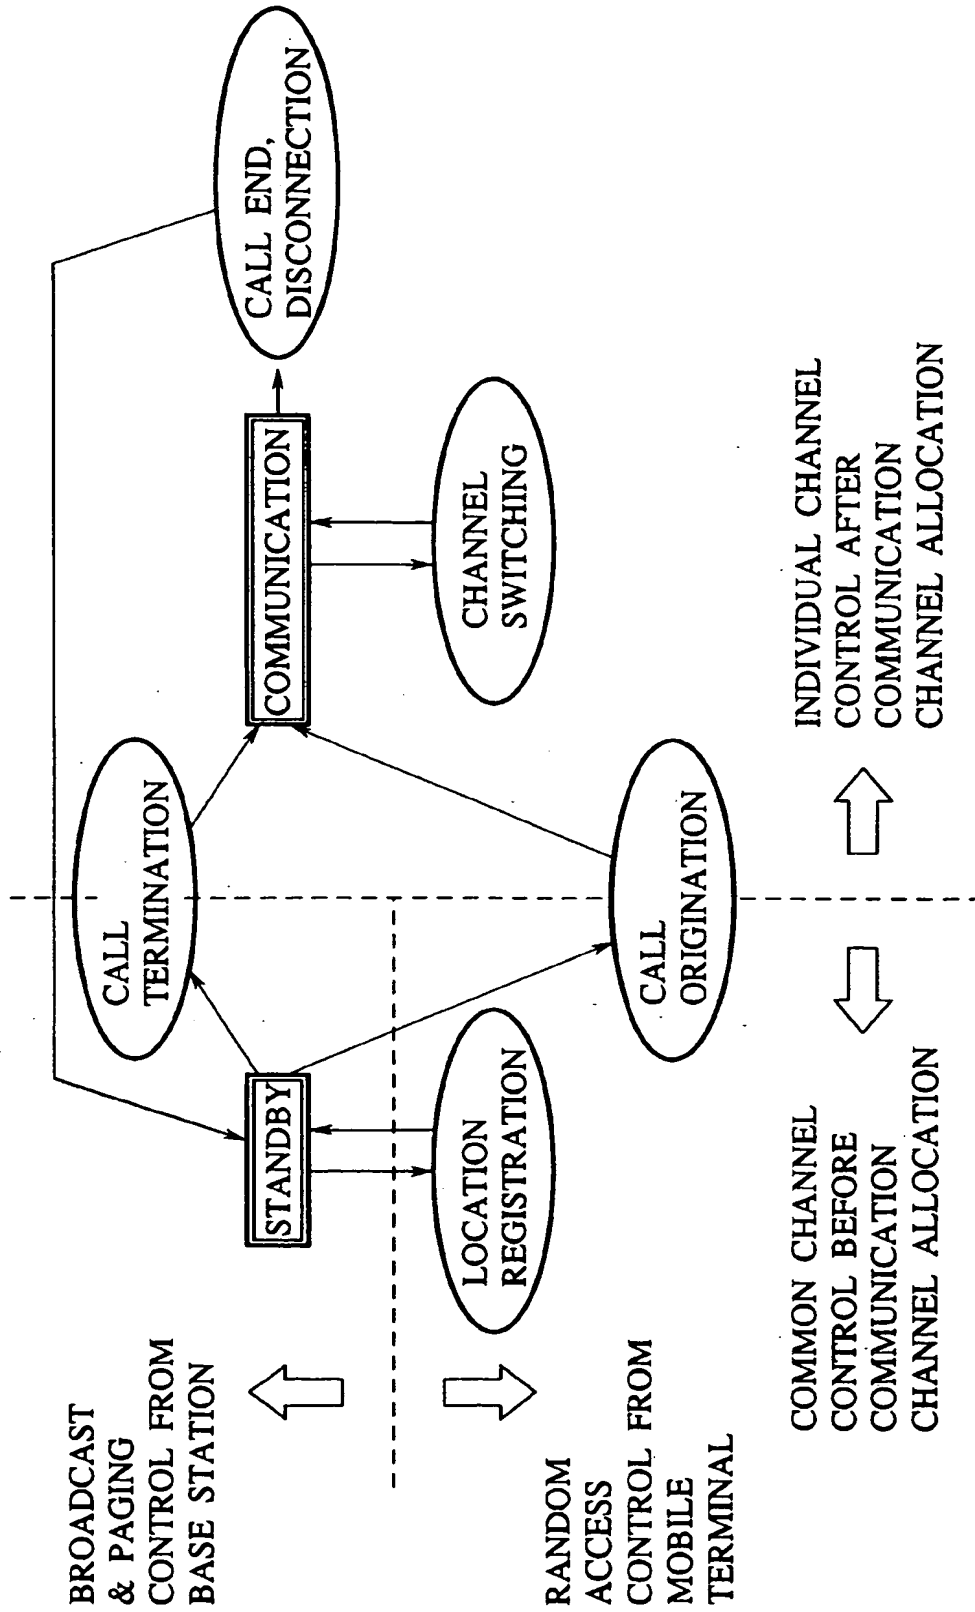 BROADCAST
& PAGING
CONTROL FROM
BASE STATION
RANDOM
ACCESS
CONTROL FROM
MOBILE
TERMINAL
STANDBY
LOCATION
REGISTRATION
CALL
TERMINATION
CALL
ORIGINATION
COMMUNICATION
CHANNEL
SWITCHING
CALL END,
DISCONNECTION
COMMON CHANNEL
CONTROL BEFORE
COMMUNICATION
CHANNEL ALLOCATION
INDIVIDUAL CHANNEL
CONTROL AFTER
COMMUNICATION
CHANNEL ALLOCATION